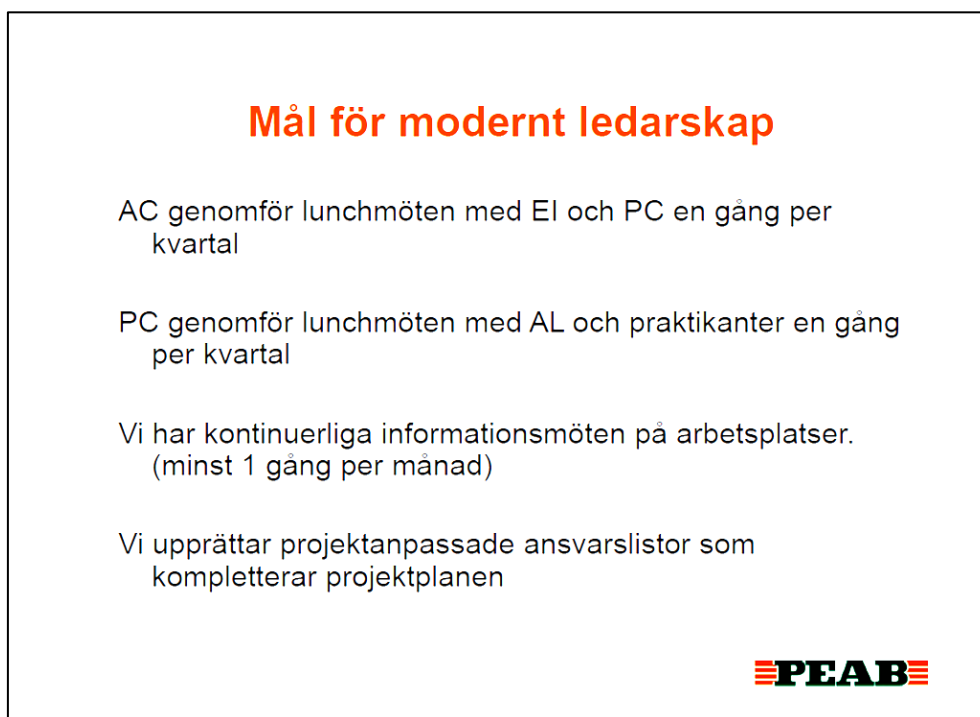 Mål för modernt ledarskap
AC genomför lunchmöten med EI och PC en gång per
kvartal
PC genomför lunchmöten med AL och praktikanter en gång
per kvartal
Vi har kontinuerliga informationsmöten på arbetsplatser.
(minst 1 gång per månad)
Vi upprättar projektanpassade ansvarslistor som
kompletterar projektplanen
PEAB